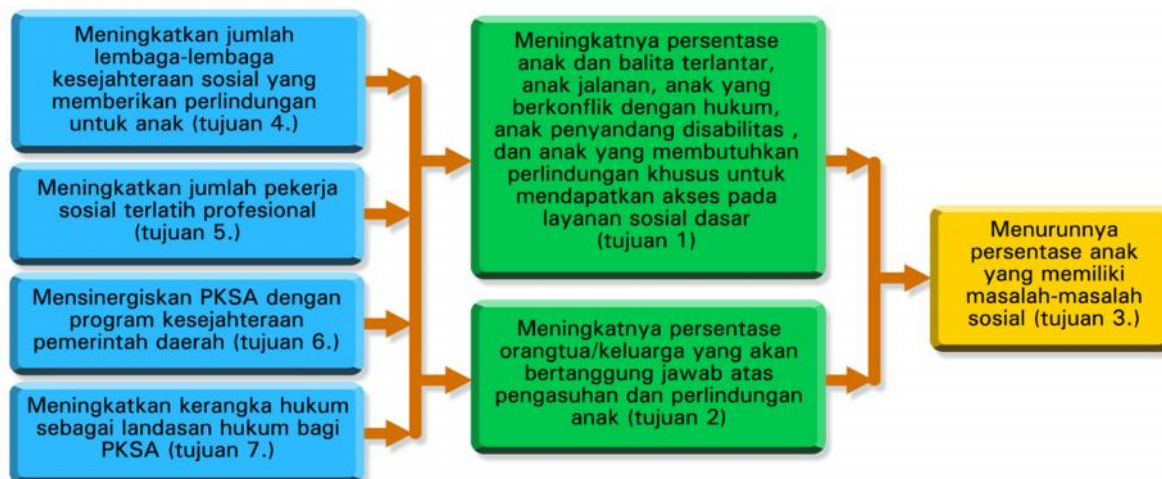 Meningkatkan jumlah
lembaga-lembaga
kesejahteraan sosial yang
memberikan perlindungan
untuk anak (tujuan 4.)
Meningkatkan jumlah pekerja
sosial terlatih profesional
(tujuan 5.)
Mensinergiskan PKSA dengan
program kesejahteraan
pemerintah daerah (tujuan 6.)
Meningkatkan kerangka hukum
sebagai landasan hukum bagi
PKSA (tujuan 7.)
Meningkatnya persentase
anak dan balita terlantar,
anak jalanan, anak yang
berkonflik dengan hukum,
anak penyandang disabilitas ,
dan anak yang membutuhkan
perlindungan khusus untuk
mendapatkan akses pada
layanan sosial dasar
(tujuan 1)
Meningkatnya persentase
orangtua/keluarga yang akan
bertanggung jawab atas
pengasuhan dan perlindungan
anak (tujuan 2)
Menurunnya
persentase anak
yang memiliki
masalah-masalah
sosial (tujuan 3.)